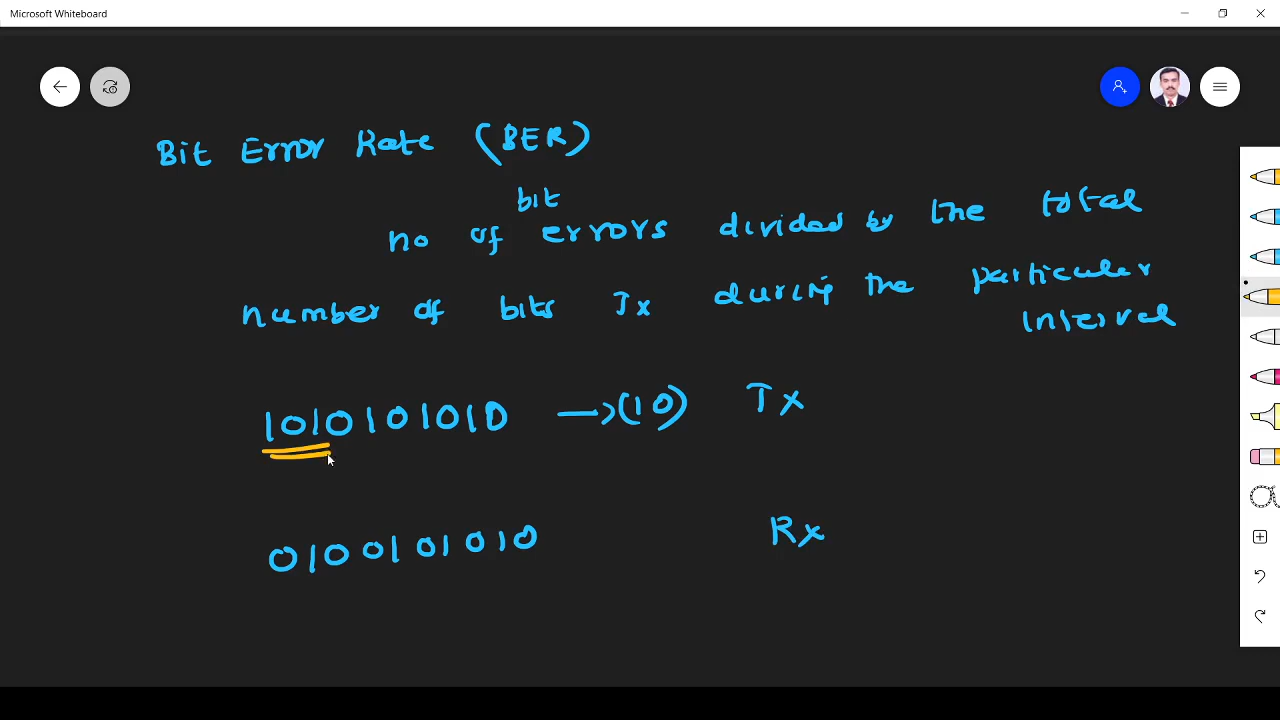 Microsoft Whiteboard
Bit Error Rate (BER)
bit
no of errors divided by the total
number of bits Tx during the particular
interval
1010101010 →(10) Tx
0100101010 Rx